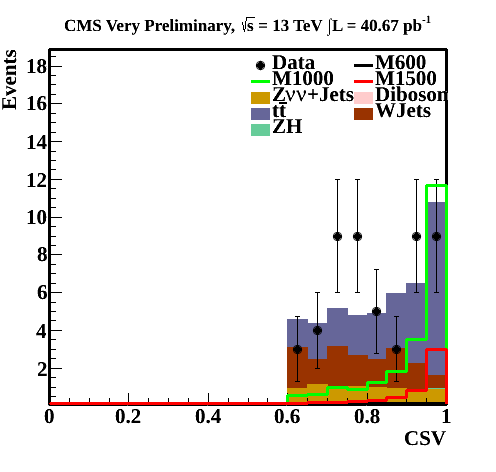 CMS Very Preliminary, √s = 13 TeV ∫L = 40.67 pb⁻¹
Events
Data M600
M1000 M1500
Zνν+Jets Diboson
tt̄ WJets
ZH
18
16
14
12
10
8
6
4
2
0 0.2 0.4 0.6 0.8 1
CSV